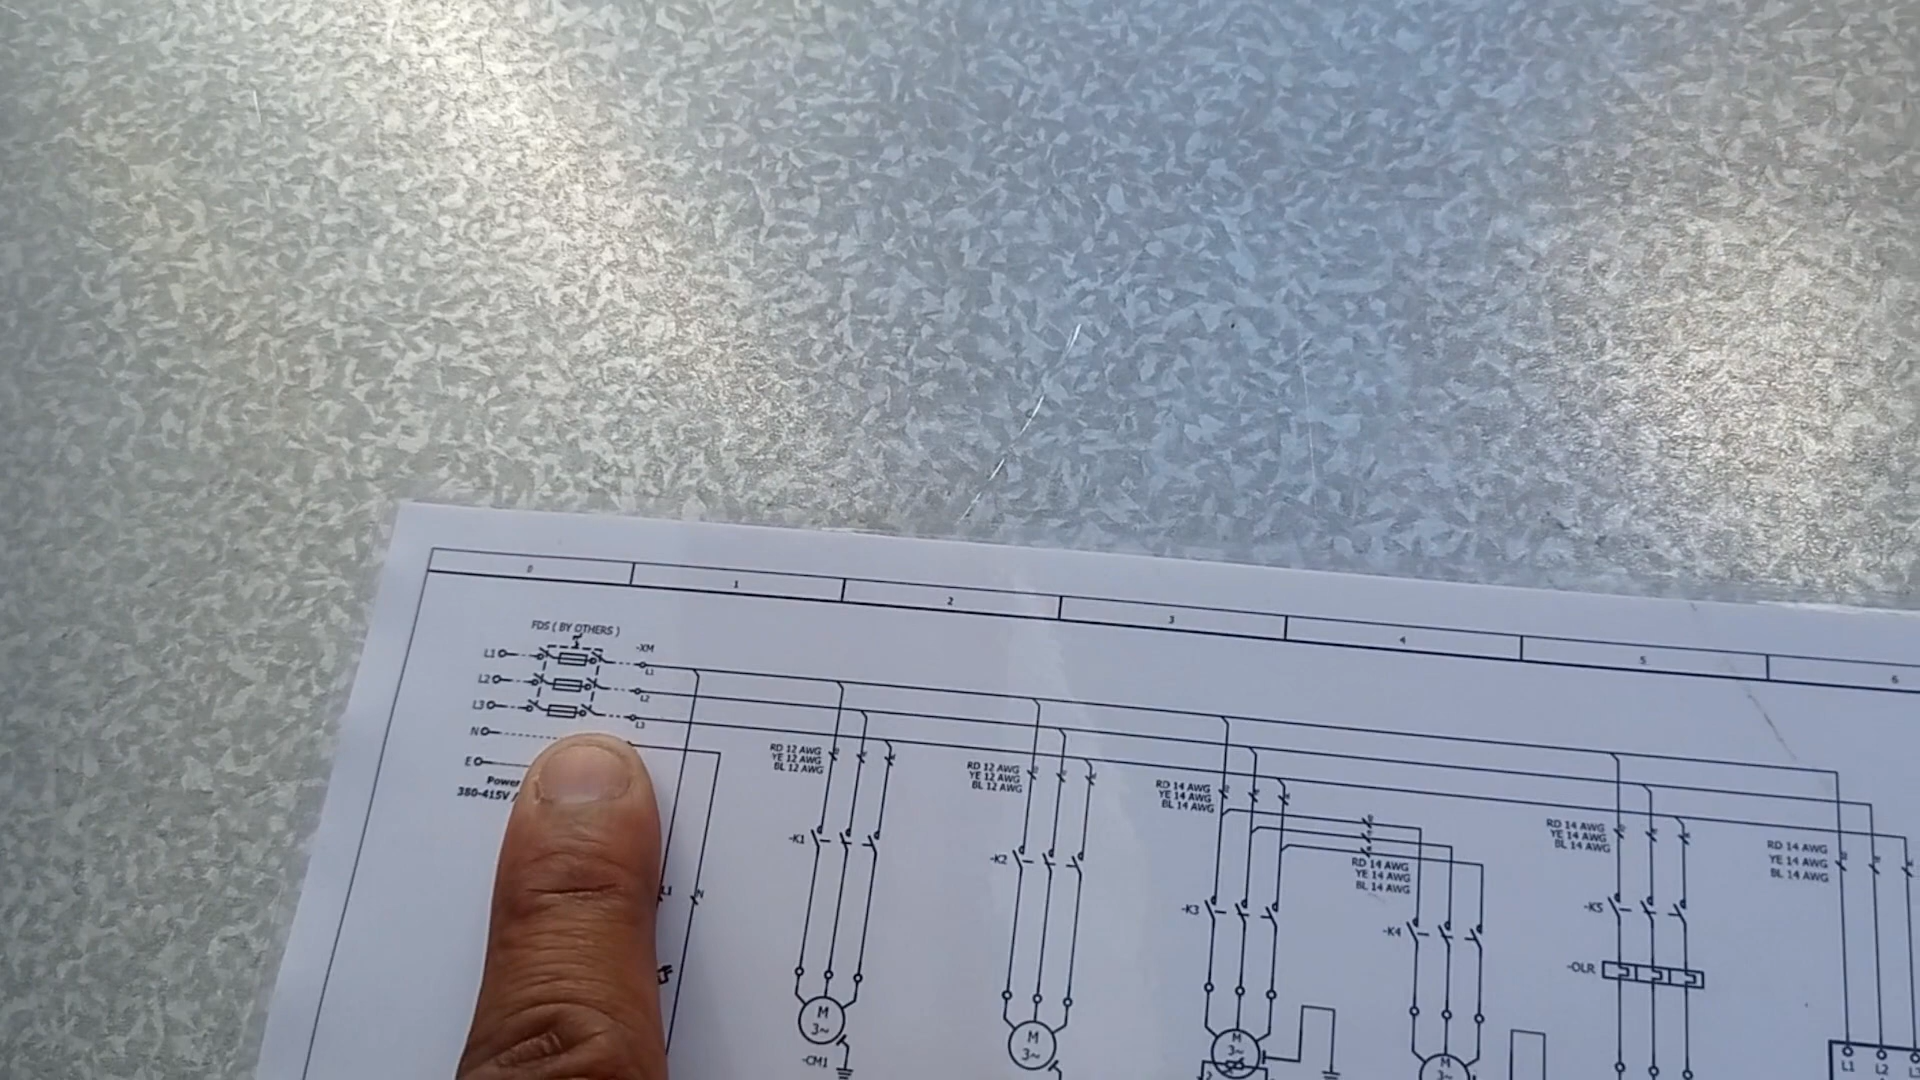 0 1 2 3 4 5 6
FDS ( BY OTHERS )
-XM
L1
L1
L2
L2
L3
L3
N
E
Power
380-415V /
L1
N
RD 12 AWG
YE 12 AWG
BL 12 AWG
-K1
M
3~
-CM1
RD 12 AWG
YE 12 AWG
BL 12 AWG
-K2
M
3~
RD 14 AWG
YE 14 AWG
BL 14 AWG
-K3
M
3~
RD 14 AWG
YE 14 AWG
BL 14 AWG
-K4
M
3~
RD 14 AWG
YE 14 AWG
BL 14 AWG
-K5
-OLR
RD 14 AWG
YE 14 AWG
BL 14 AWG
L1 L2